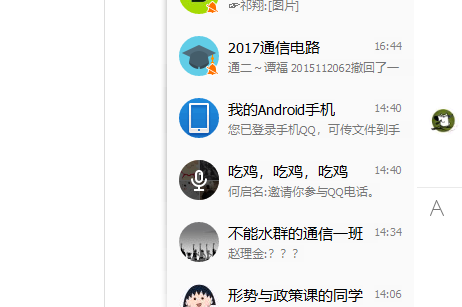 ☞祁翔:[图片]
2017通信电路 16:44
通二～谭福 2015112062撤回了一
我的Android手机 14:40
您已登录手机QQ，可传文件到手
吃鸡，吃鸡，吃鸡 14:40
何启名:邀请你参与QQ电话。
不能水群的通信一班 14:34
赵理金:？？？
形势与政策课的同学 14:06
A